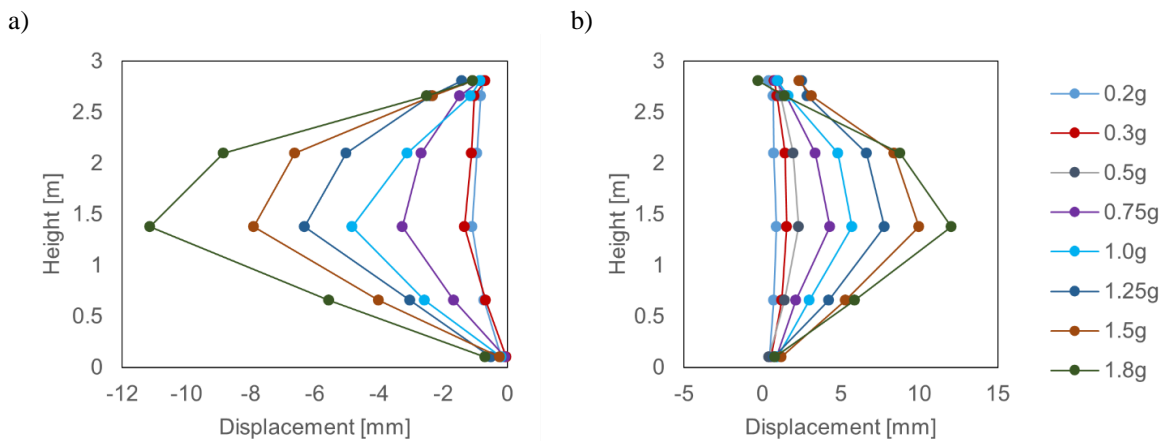 a)
b)
3
2.5
2
1.5
1
0.5
0
Height [m]
-12 -10 -8 -6 -4 -2 0
Displacement [mm]
3
2.5
2
1.5
1
0.5
0
Height [m]
-5 0 5 10 15
Displacement [mm]
0.2g
0.3g
0.5g
0.75g
1.0g
1.25g
1.5g
1.8g